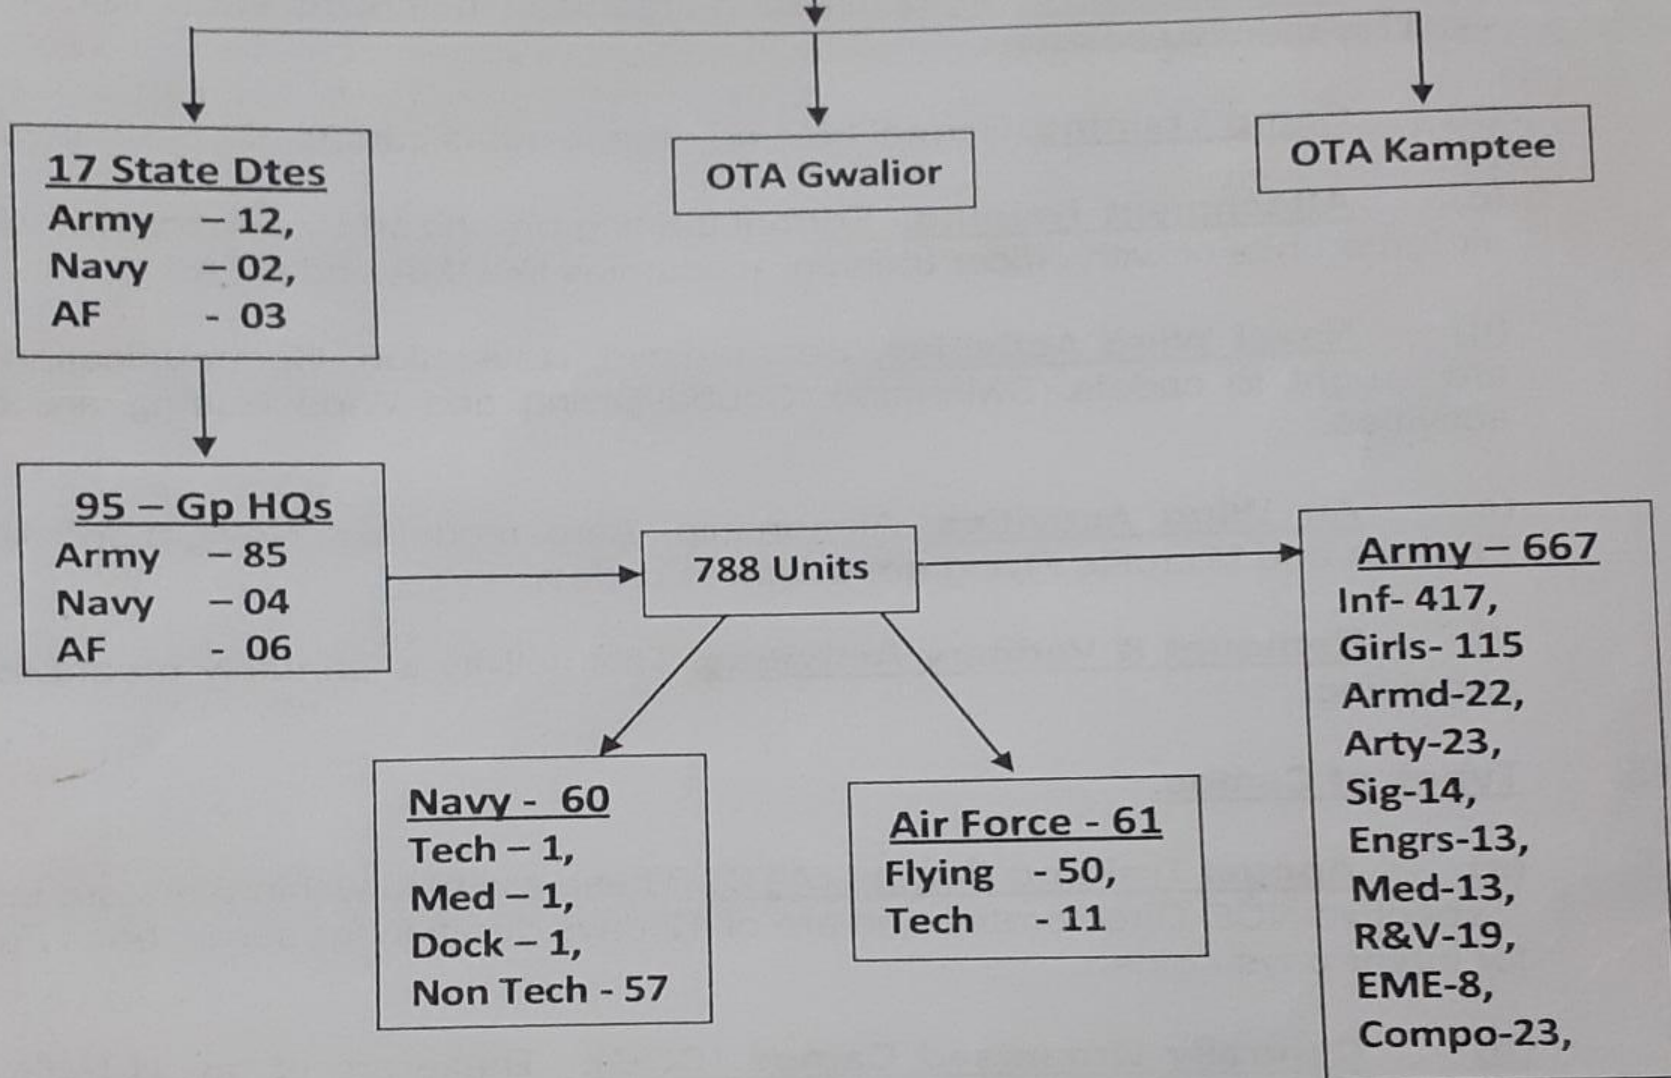 17 State Dtes
Army – 12,
Navy – 02,
AF - 03
OTA Gwalior
OTA Kamptee
95 – Gp HQs
Army – 85
Navy – 04
AF - 06
788 Units
Army – 667
Inf- 417,
Girls- 115
Armd-22,
Arty-23,
Sig-14,
Engrs-13,
Med-13,
R&V-19,
EME-8,
Compo-23,
Navy - 60
Tech – 1,
Med – 1,
Dock – 1,
Non Tech - 57
Air Force - 61
Flying - 50,
Tech - 11